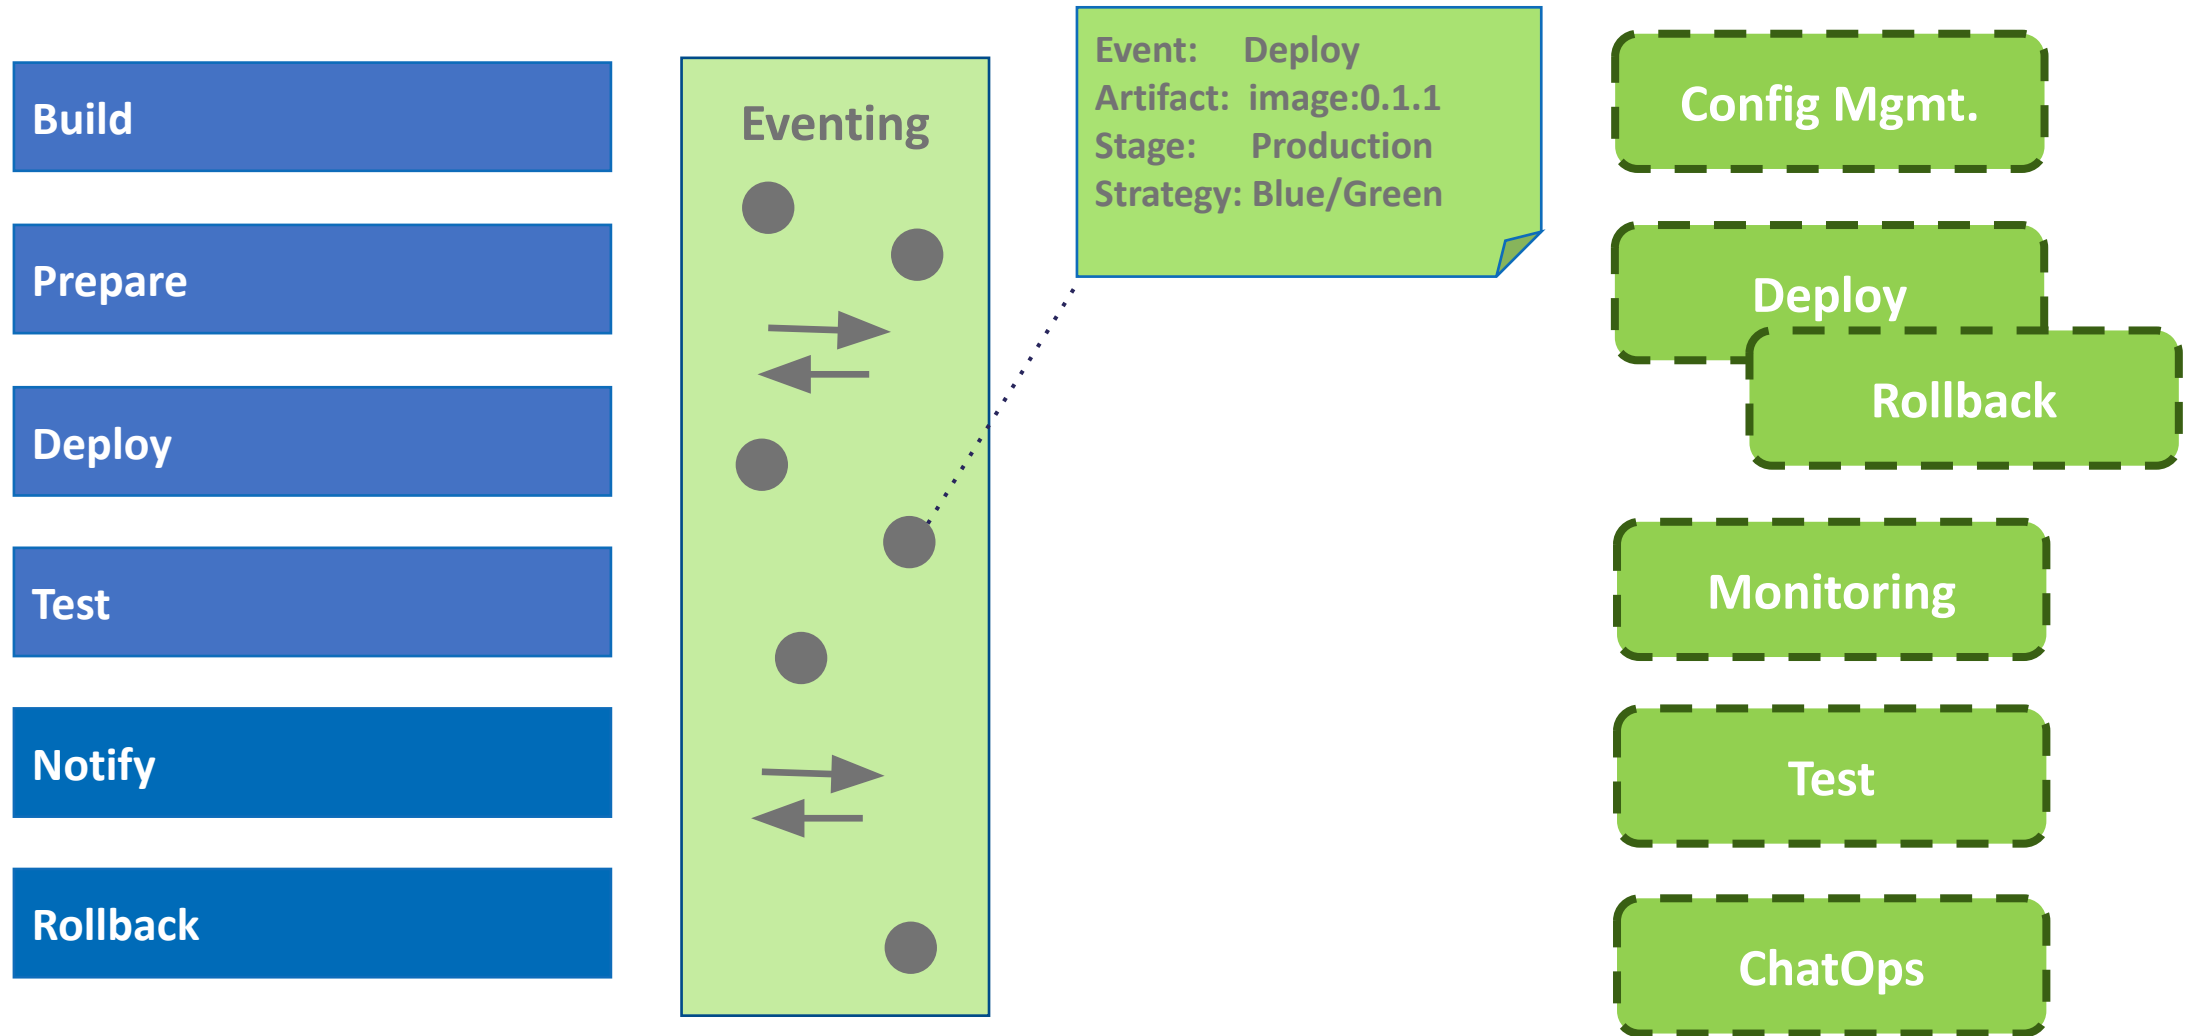 Build
Prepare
Deploy
Test
Notify
Rollback
Eventing
Event: Deploy
Artifact: image:0.1.1
Stage: Production
Strategy: Blue/Green
Config Mgmt.
Deploy
Rollback
Monitoring
Test
ChatOps